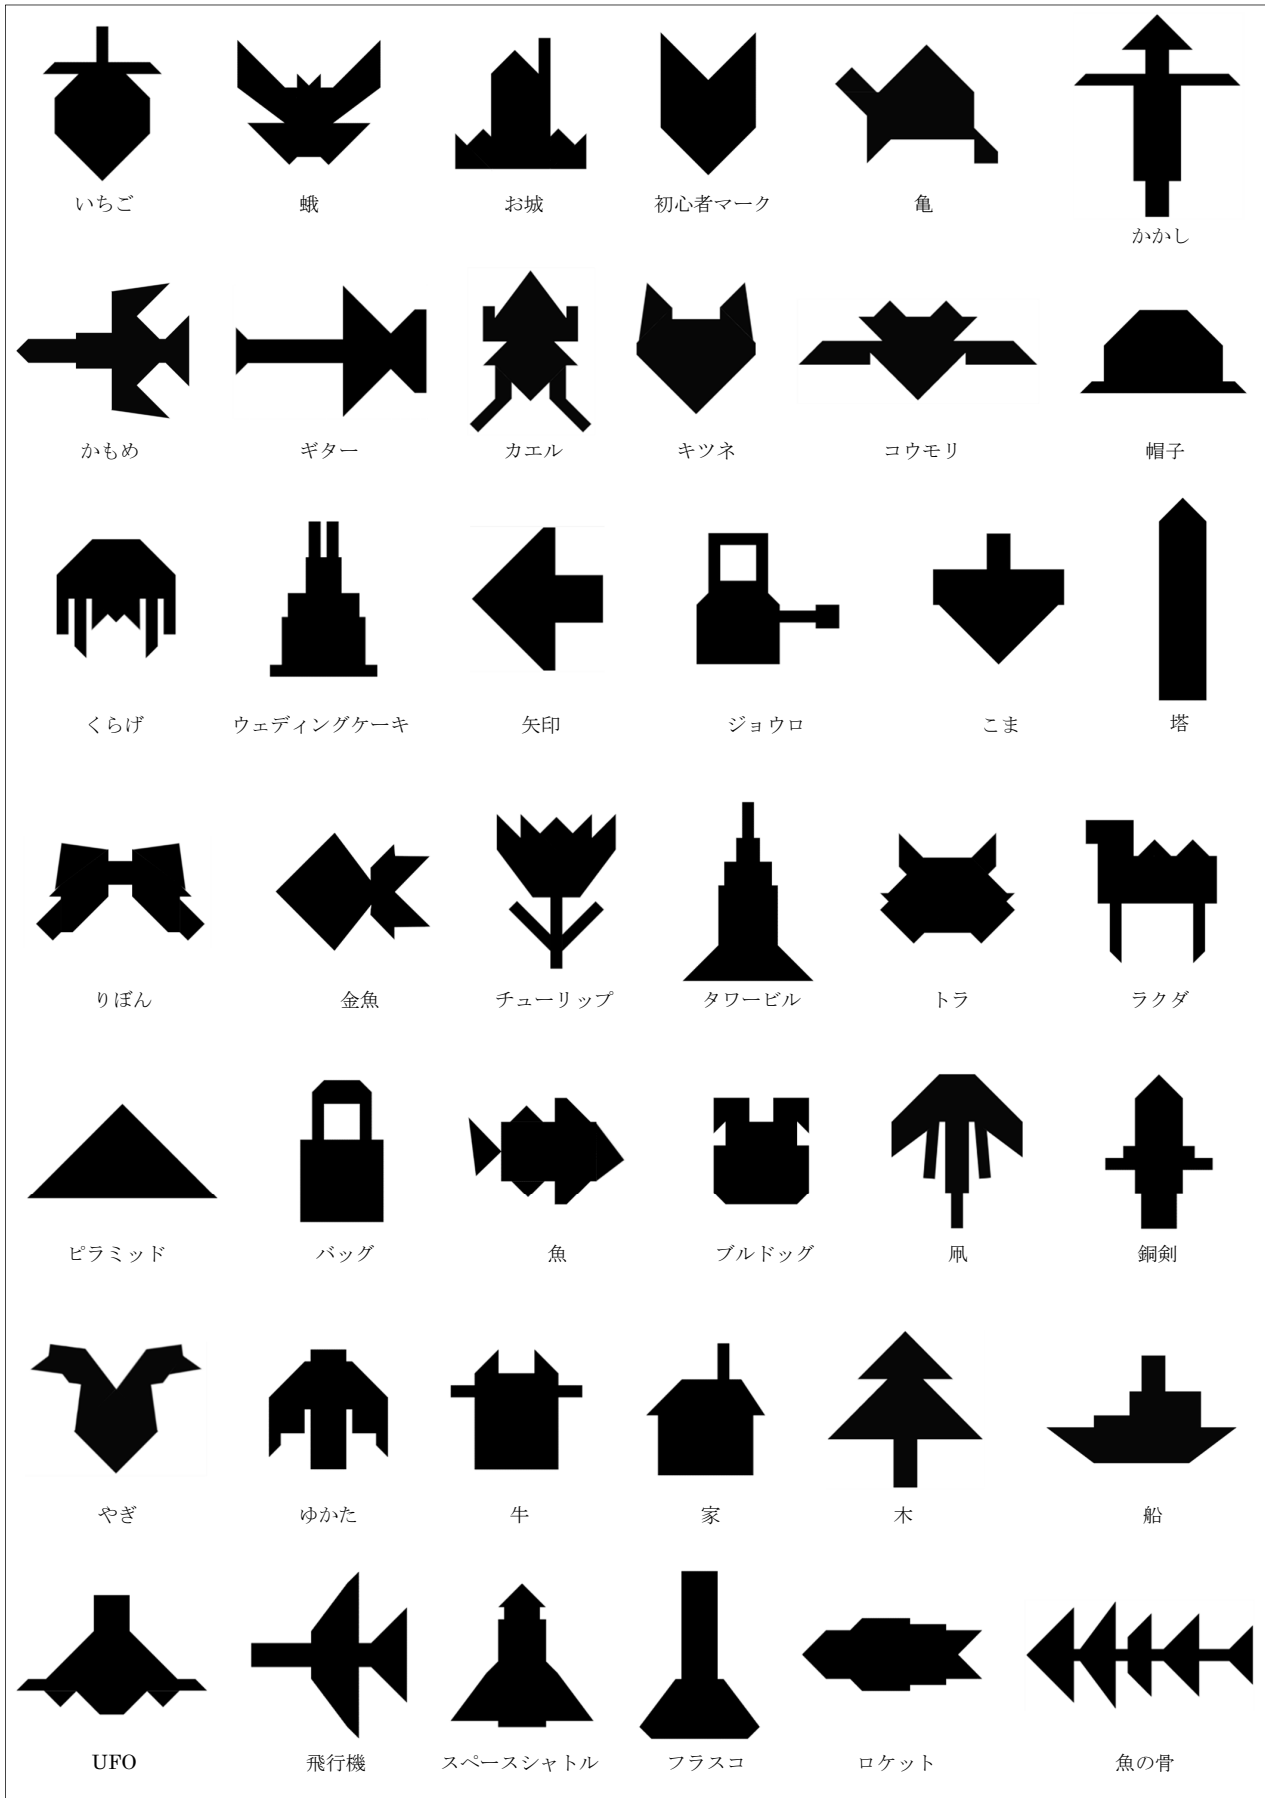 いちご
蛾
お城
初心者マーク
亀
かかし
かもめ
ギター
カエル
キツネ
コウモリ
帽子
くらげ
ウェディングケーキ
矢印
ジョウロ
こま
塔
りぼん
金魚
チューリップ
タワービル
トラ
ラクダ
ピラミッド
バッグ
魚
ブルドッグ
凧
銅剣
やぎ
ゆかた
牛
家
木
船
UFO
飛行機
スペースシャトル
フラスコ
ロケット
魚の骨